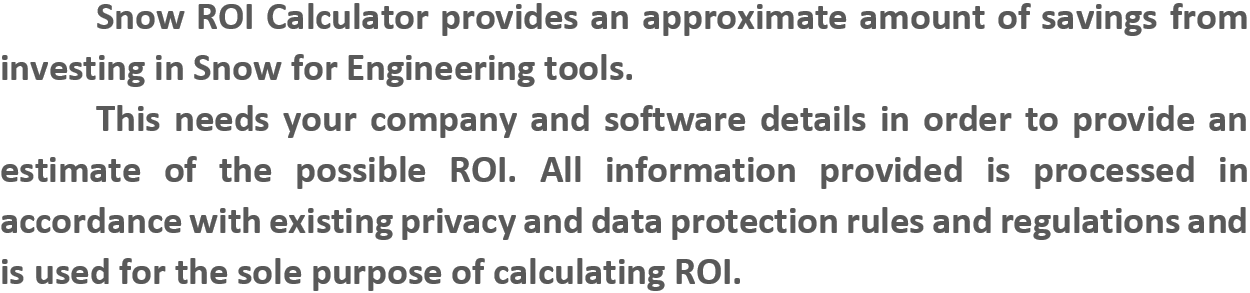 Snow ROI Calculator provides an approximate amount of savings from
investing in Snow for Engineering tools.
This needs your company and software details in order to provide an
estimate of the possible ROI. All information provided is processed in
accordance with existing privacy and data protection rules and regulations and
is used for the sole purpose of calculating ROI.